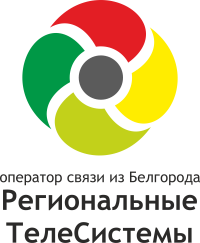 оператор связи из Белгорода
Региональные
ТелеСистемы